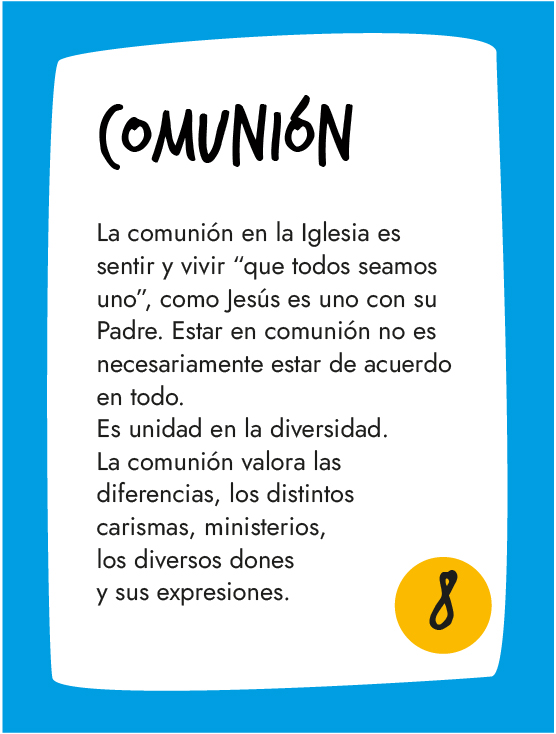 COMUNIÓN
La comunión en la Iglesia es
sentir y vivir “que todos seamos
uno”, como Jesús es uno con su
Padre. Estar en comunión no es
necesariamente estar de acuerdo
en todo.
Es unidad en la diversidad.
La comunión valora las
diferencias, los distintos
carismas, ministerios,
los diversos dones
y sus expresiones.
8